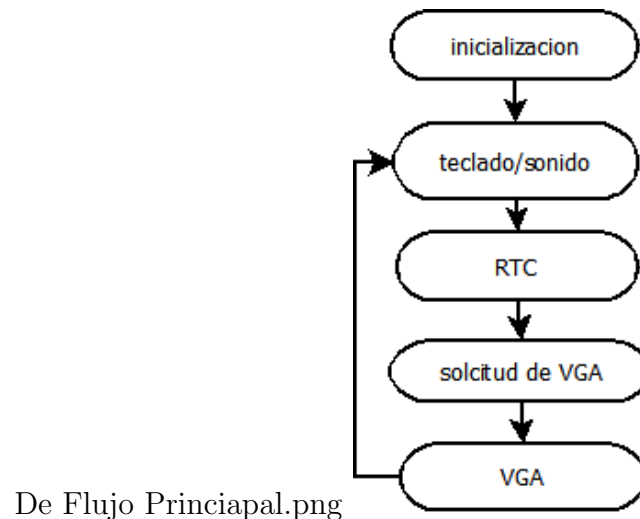 inicializacion
teclado/sonido
RTC
solcitud de VGA
VGA
De Flujo Princiapal.png